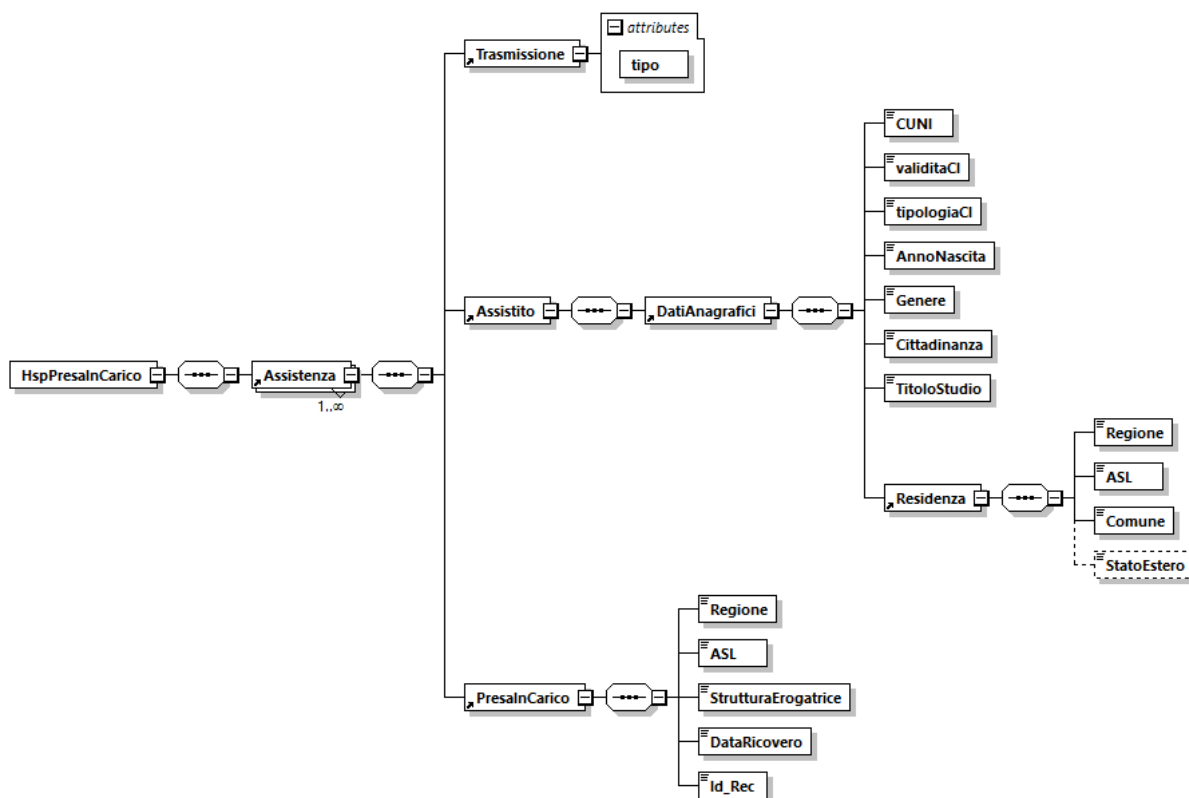 attributes
Trasmissione
tipo
CUNI
validitaCI
tipologiaCI
AnnoNascita
Assistito
DatiAnagrafici
Genere
Cittadinanza
HspPresaInCarico
Assistenza
1..∞
TitoloStudio
Regione
ASL
Residenza
Comune
StatoEstero
Regione
ASL
PresaInCarico
StrutturaErogatrice
DataRicovero
Id_Rec